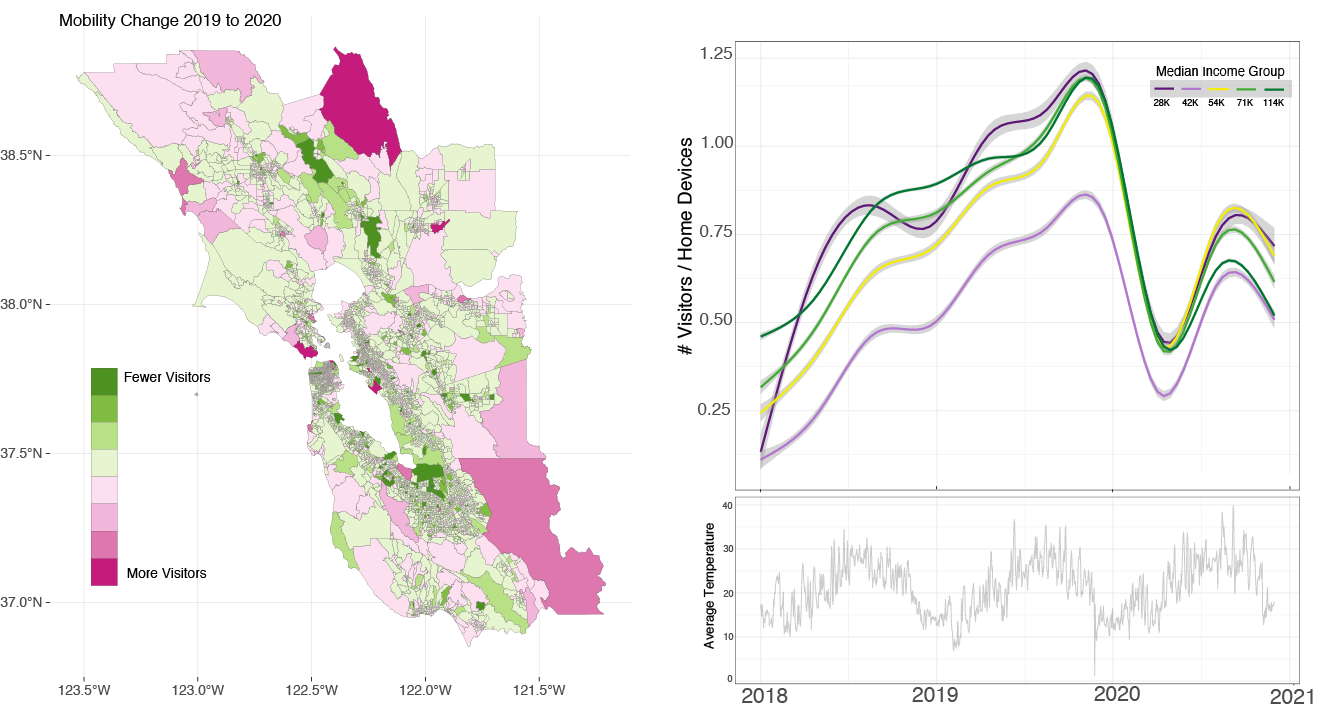 Mobility Change 2019 to 2020
38.5°N
38.0°N
37.5°N
37.0°N
123.5°W 123.0°W 122.5°W 122.0°W 121.5°W
Fewer Visitors
More Visitors
# Visitors / Home Devices
1.25
1.00
0.75
0.50
0.25
Median Income Group
28K 42K 54K 71K 114K
Average Temperature
40
30
20
10
0
2018 2019 2020 2021